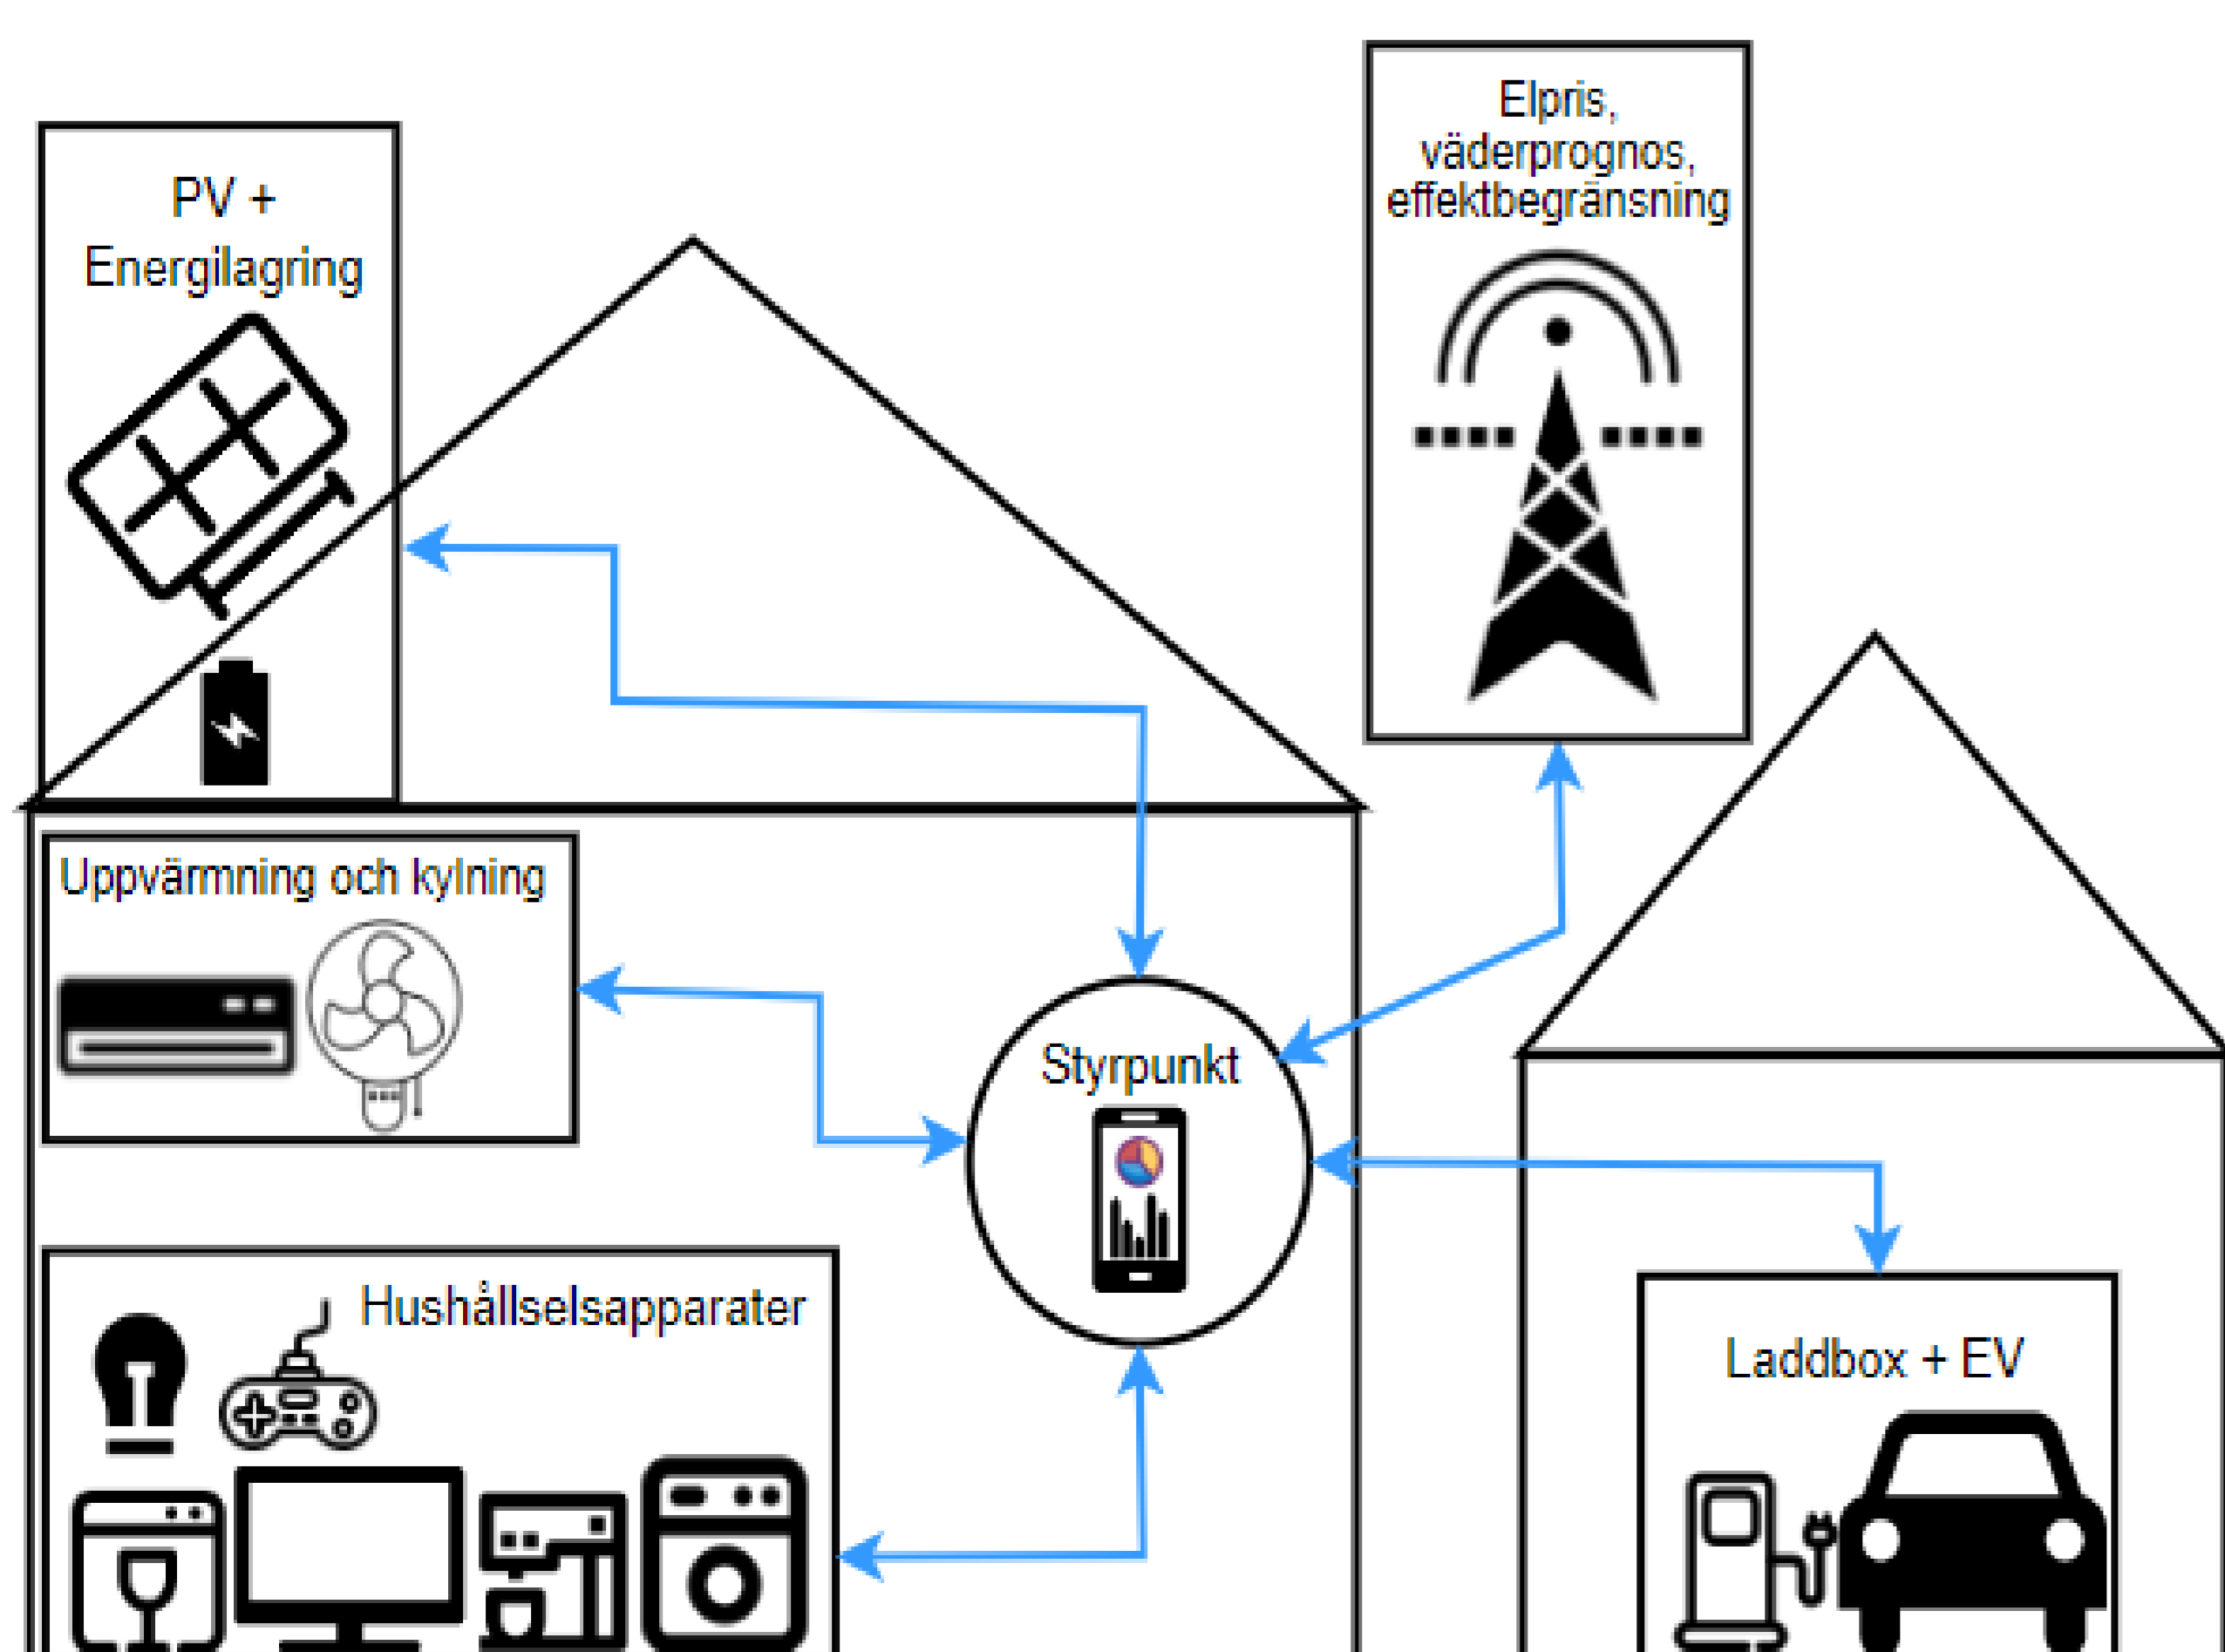 PV +
Energilagring
Elpris,
väderprognos,
effektbegränsning
Uppvärmning och kylning
Styrpunkt
Hushållselsapparater
Laddbox + EV